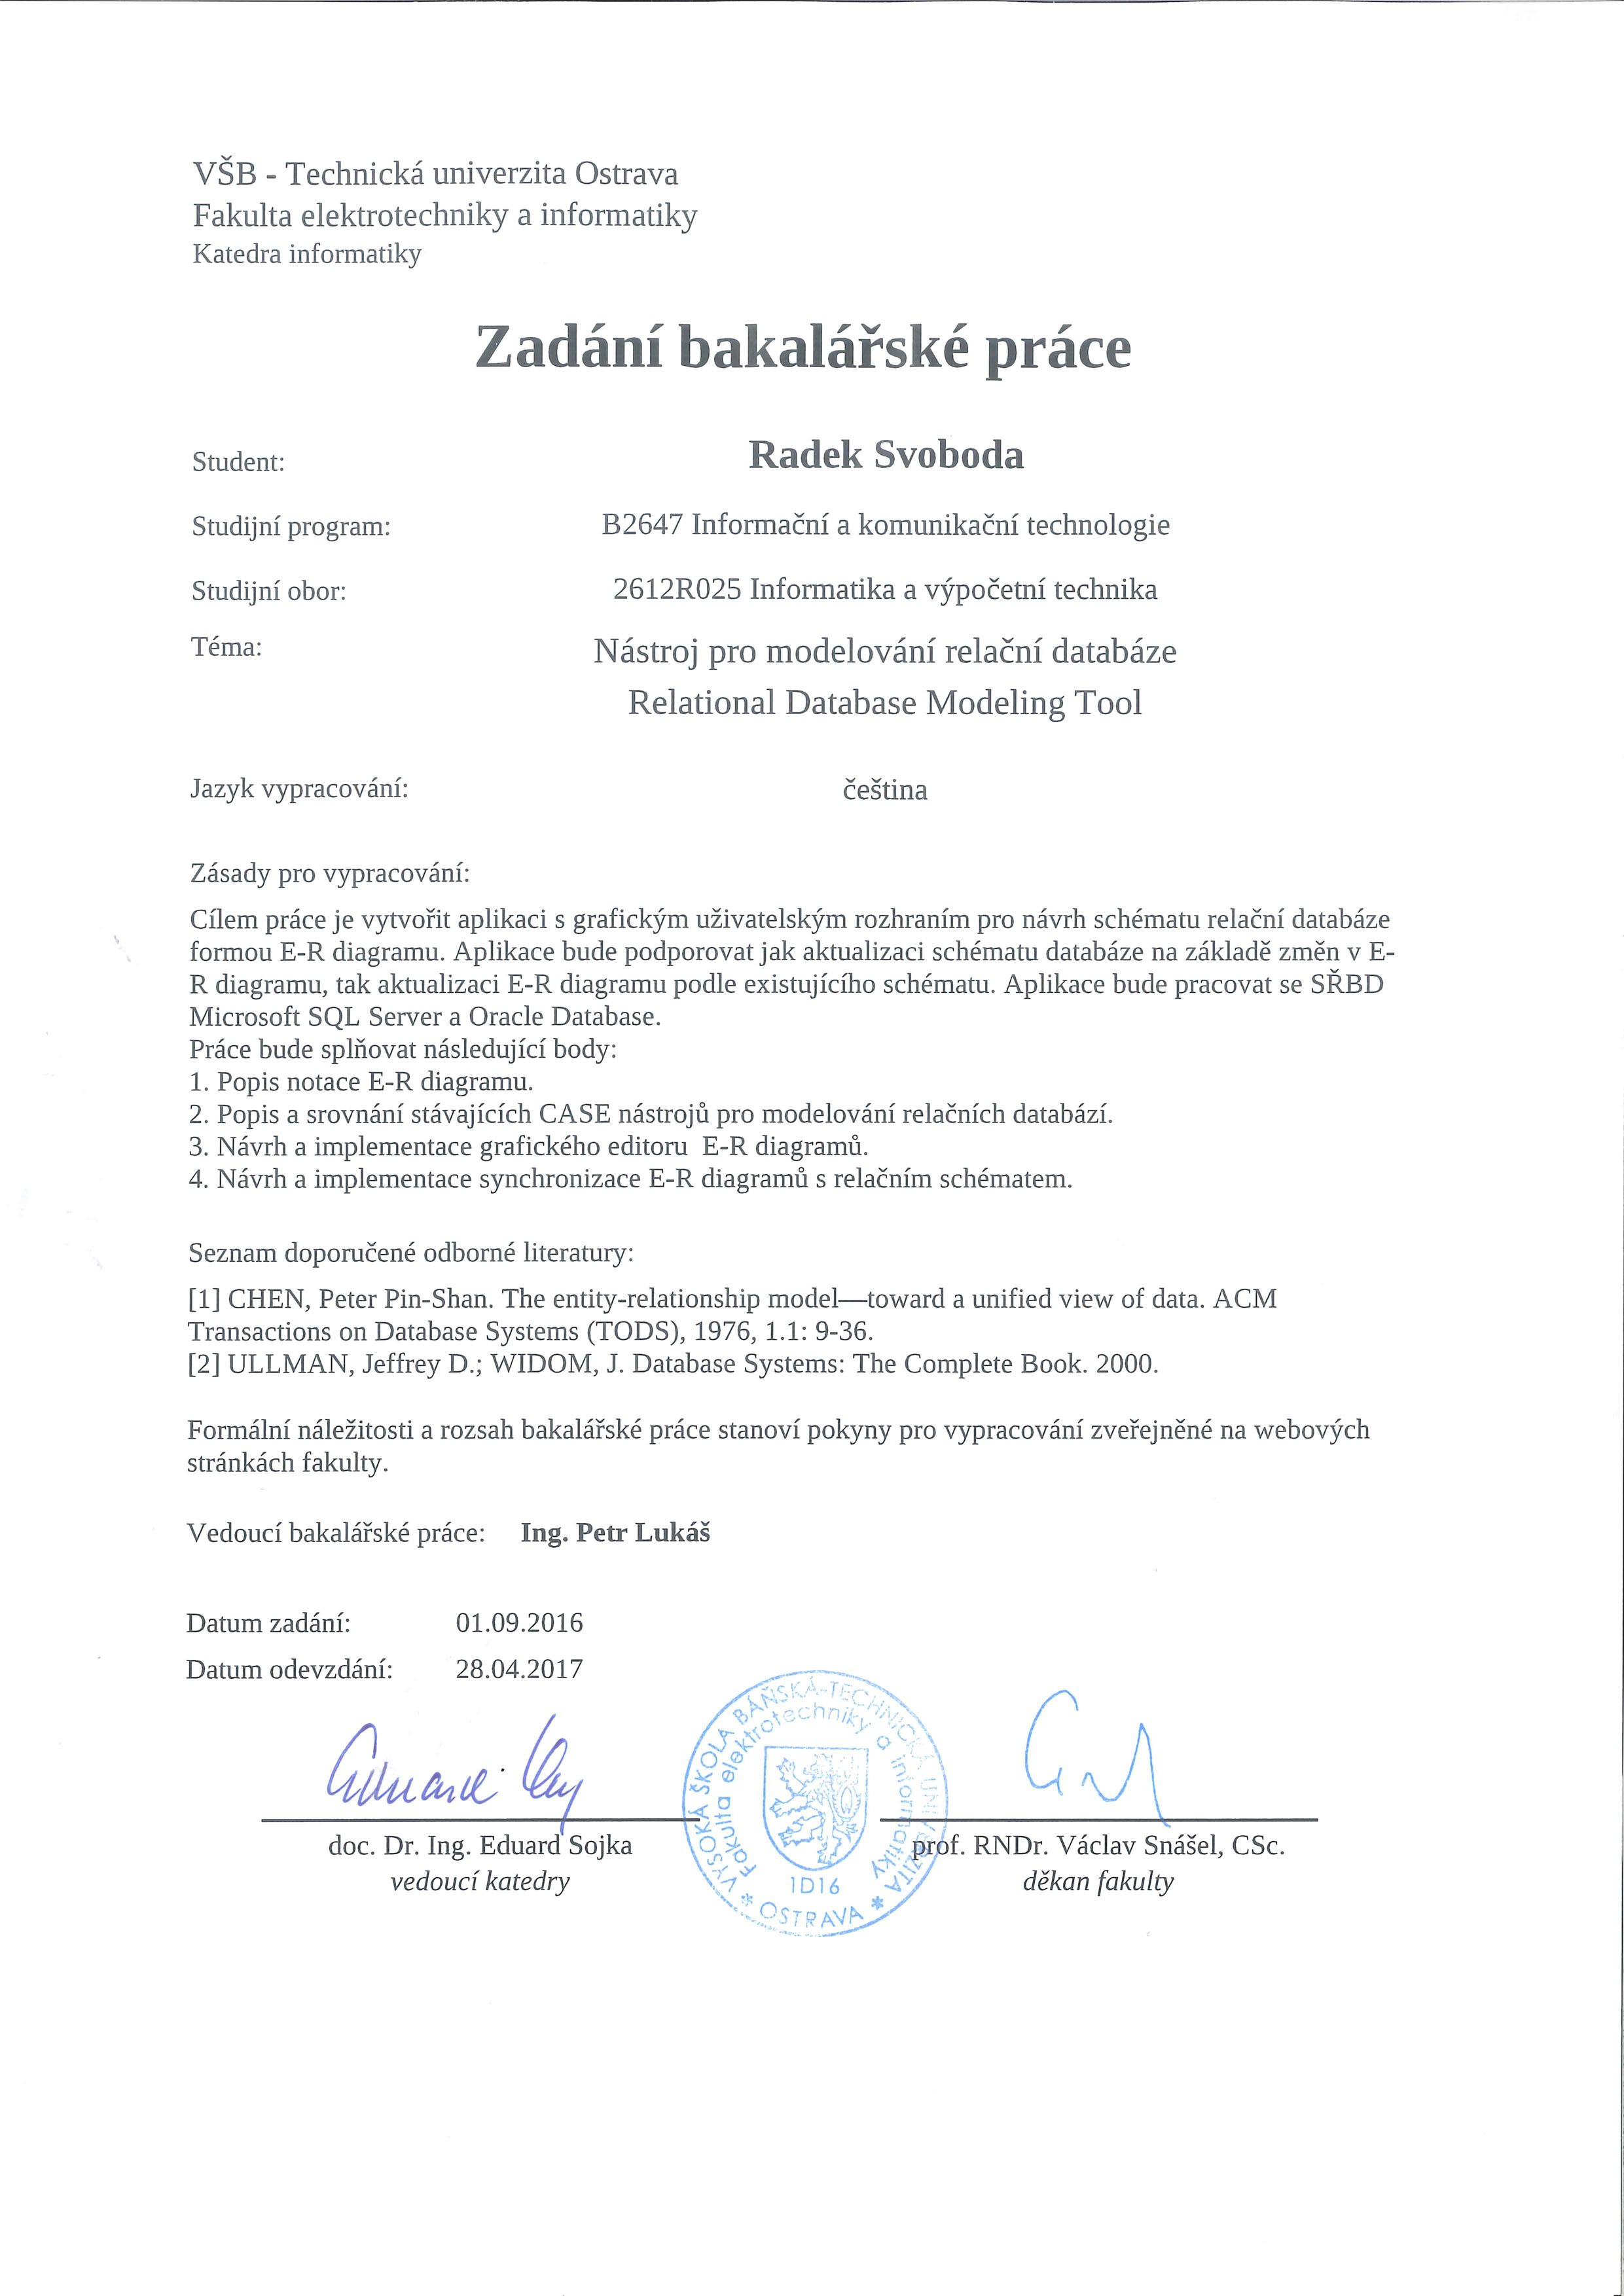 VŠB - Technická univerzita Ostrava
Fakulta elektrotechniky a informatiky
Katedra informatiky
Zadání bakalářské práce
Student: Radek Svoboda
Studijní program: B2647 Informační a komunikační technologie
Studijní obor: 2612R025 Informatika a výpočetní technika
Téma: Nástroj pro modelování relační databáze
Relational Database Modeling Tool
Jazyk vypracování: čeština
Zásady pro vypracování:
Cílem práce je vytvořit aplikaci s grafickým uživatelským rozhraním pro návrh schématu relační databáze
formou E-R diagramu. Aplikace bude podporovat jak aktualizaci schématu databáze na základě změn v E-
R diagramu, tak aktualizaci E-R diagramu podle existujícího schématu. Aplikace bude pracovat se SŘBD
Microsoft SQL Server a Oracle Database.
Práce bude splňovat následující body:
1. Popis notace E-R diagramu.
2. Popis a srovnání stávajících CASE nástrojů pro modelování relačních databází.
3. Návrh a implementace grafického editoru E-R diagramů.
4. Návrh a implementace synchronizace E-R diagramů s relačním schématem.
Seznam doporučené odborné literatury:
[1] CHEN, Peter Pin-Shan. The entity-relationship model—toward a unified view of data. ACM
Transactions on Database Systems (TODS), 1976, 1.1: 9-36.
[2] ULLMAN, Jeffrey D.; WIDOM, J. Database Systems: The Complete Book. 2000.
Formální náležitosti a rozsah bakalářské práce stanoví pokyny pro vypracování zveřejněné na webových
stránkách fakulty.
Vedoucí bakalářské práce: Ing. Petr Lukáš
Datum zadání: 01.09.2016
Datum odevzdání: 28.04.2017
VYSOKÁ ŠKOLA BÁŇSKÁ-TECHNICKÁ UNIVERZITA
Fakulta elektrotechniky a informatiky
1D16
* OSTRAVA *
doc. Dr. Ing. Eduard Sojka
vedoucí katedry
prof. RNDr. Václav Snášel, CSc.
děkan fakulty